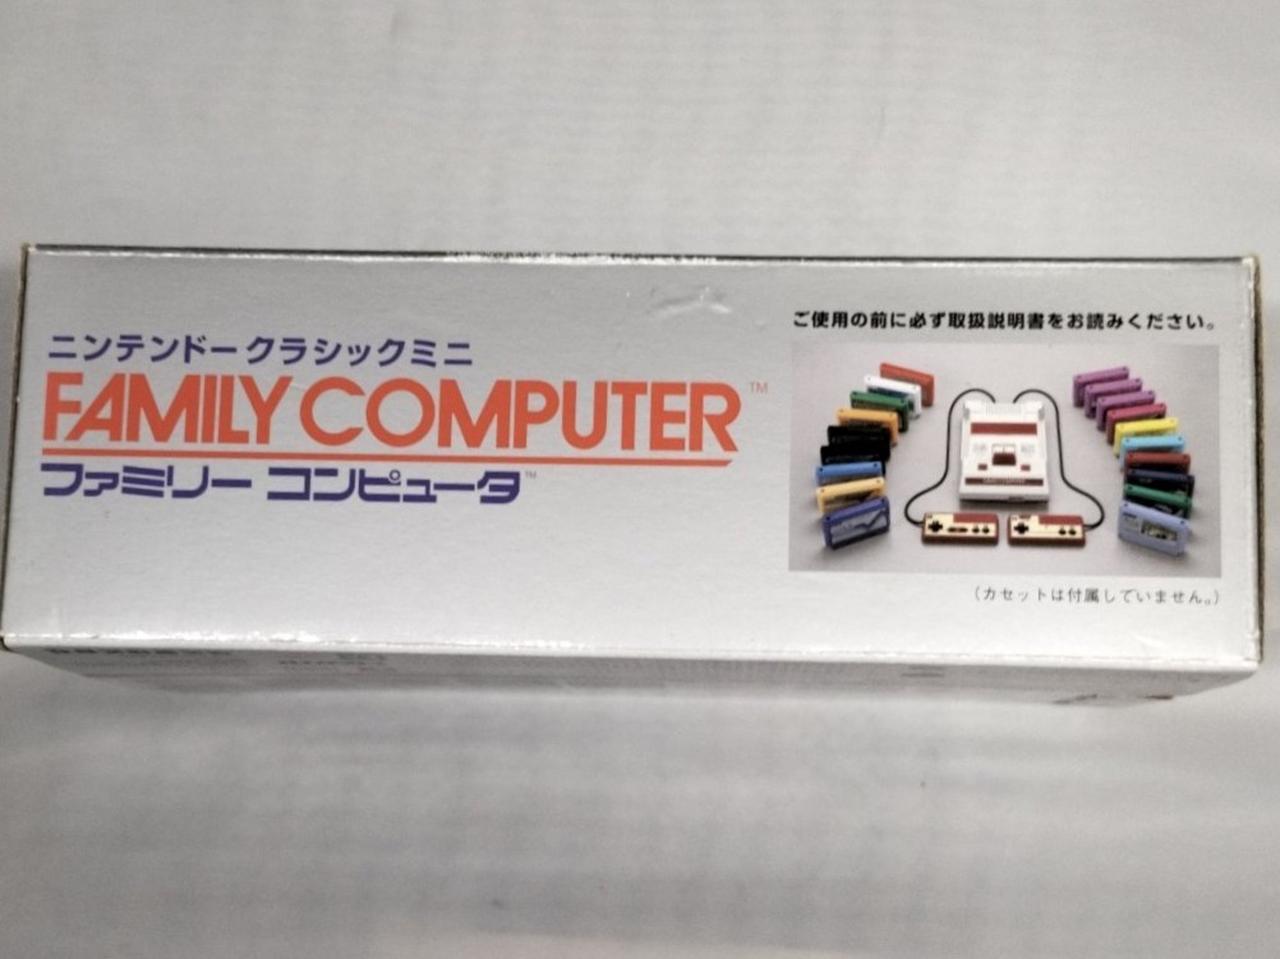 ニンテンドークラシックミニ
FAMILY COMPUTER™
ファミリー コンピュータ™
ご使用の前に必ず取扱説明書をお読みください。
(カセットは付属していません。)